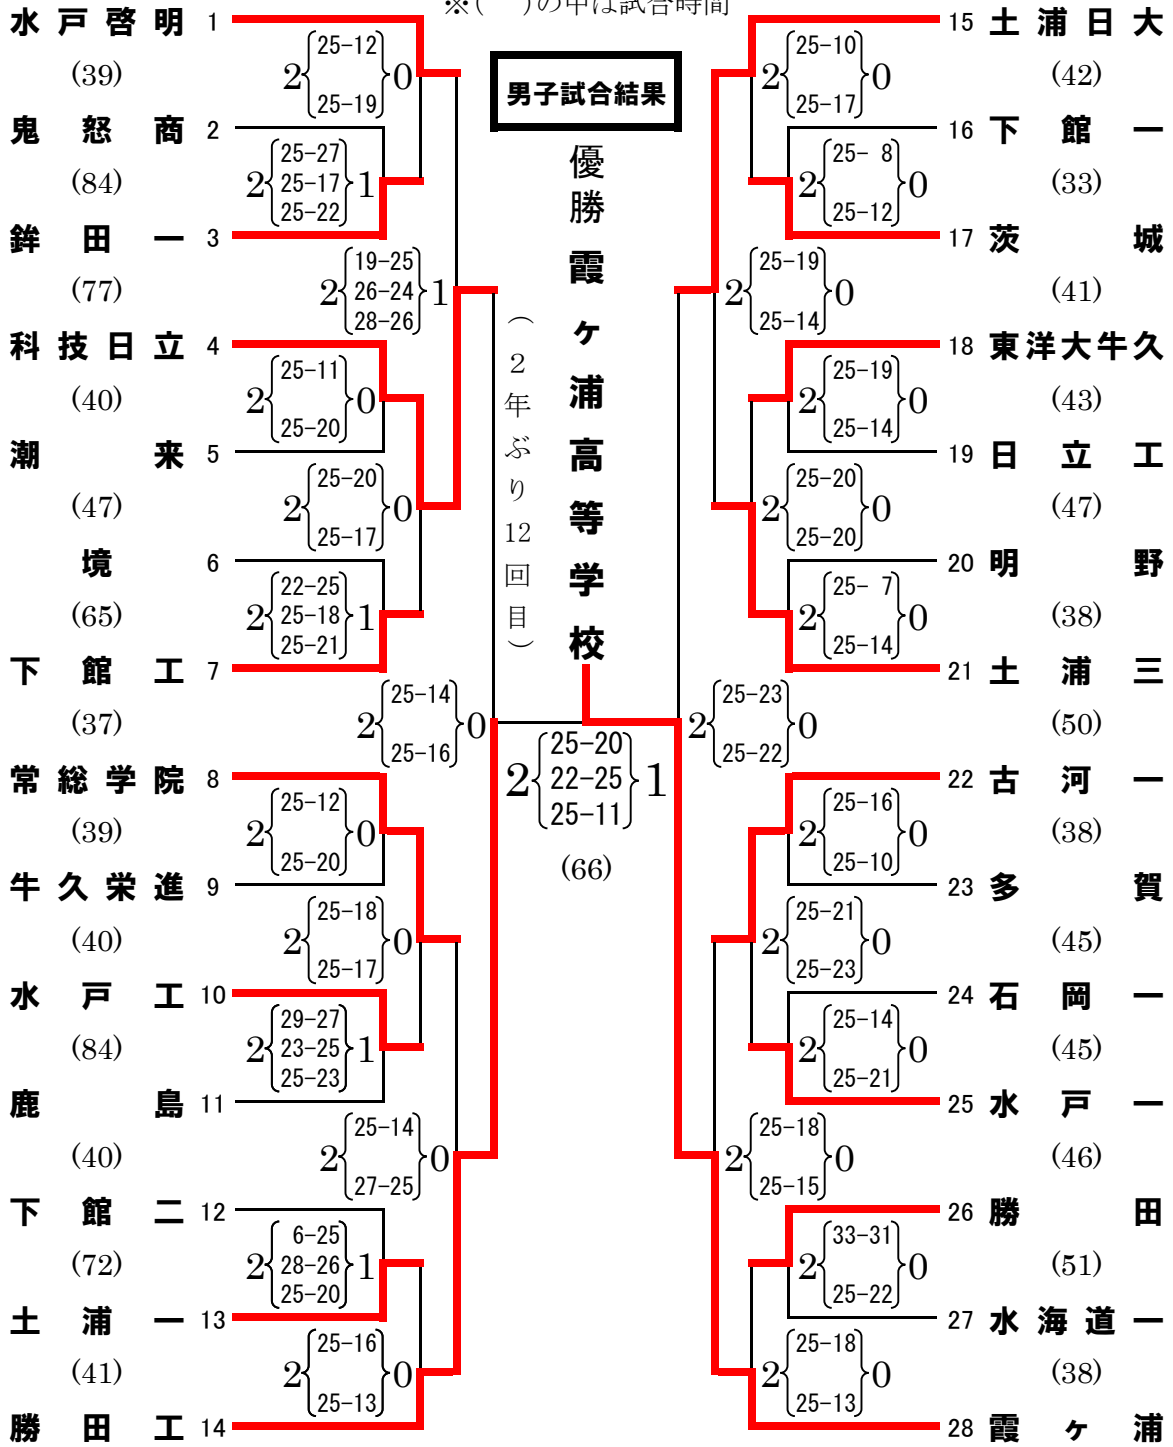 ※(　)の中は試合時間
男子試合結果
優勝 霞ヶ浦高等学校
(2年ぶり12回目)
水戸啓明 1
(39)
2 25-12 25-19 0
鬼怒商 2
(84)
2 25-27 25-17 25-22 1
鉾田一 3
(77)
2 19-25 26-24 28-26 1
科技日立 4
(40)
2 25-11 25-20 0
潮来 5
(47)
2 25-20 25-17 0
境 6
(65)
2 22-25 25-18 25-21 1
下館工 7
(37)
2 25-14 25-16 0
常総学院 8
(39)
2 25-12 25-20 0
牛久栄進 9
(40)
2 25-18 25-17 0
水戸工 10
(84)
2 29-27 23-25 25-23 1
鹿島 11
(40)
2 25-14 27-25 0
下館二 12
(72)
2 6-25 28-26 25-20 1
土浦一 13
(41)
2 25-16 25-13 0
勝田工 14
2 25-20 22-25 25-11 1
(66)
15 土浦日大
(42)
2 25-10 25-17 0
16 下館一
(33)
2 25- 8 25-12 0
17 茨城
(41)
2 25-19 25-14 0
18 東洋大牛久
(43)
2 25-19 25-14 0
19 日立工
(47)
2 25-20 25-20 0
20 明野
(38)
2 25- 7 25-14 0
21 土浦三
(50)
2 25-23 25-22 0
22 古河一
(38)
2 25-16 25-10 0
23 多賀
(45)
2 25-21 25-23 0
24 石岡一
(45)
2 25-14 25-21 0
25 水戸一
(46)
2 25-18 25-15 0
26 勝田
(51)
2 33-31 25-22 0
27 水海道一
(38)
2 25-18 25-13 0
28 霞ヶ浦